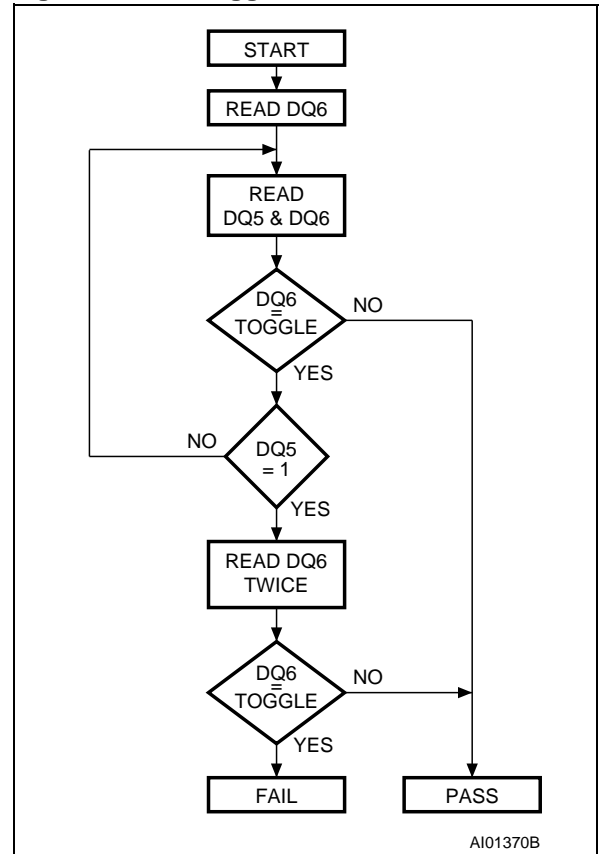 START
READ DQ6
READ
DQ5 & DQ6
DQ6
=
TOGGLE
NO
YES
NO
DQ5
= 1
YES
READ DQ6
TWICE
DQ6
=
TOGGLE
NO
YES
FAIL
PASS
AI01370B